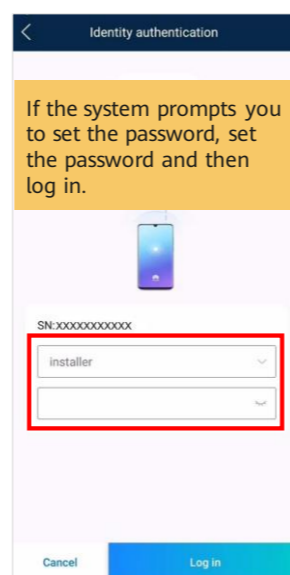 Identity authentication
If the system prompts you
to set the password, set
the password and then
log in.
SN:XXXXXXXXXXX
installer
Cancel
Log in